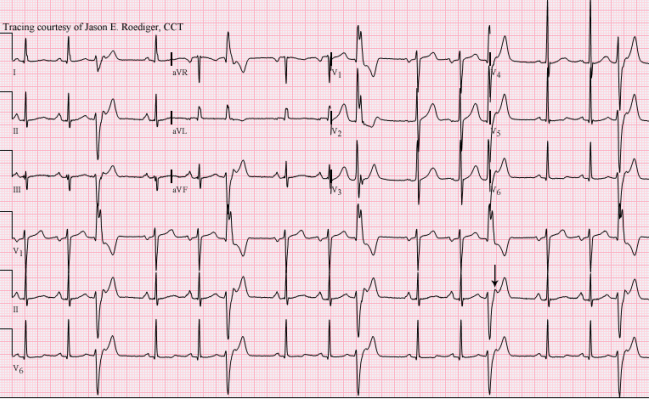 Tracing courtesy of Jason E. Roediger, CCT
I aVR V1 V4
II aVL V2 V5
III aVF V3 V6
V1
II
V6